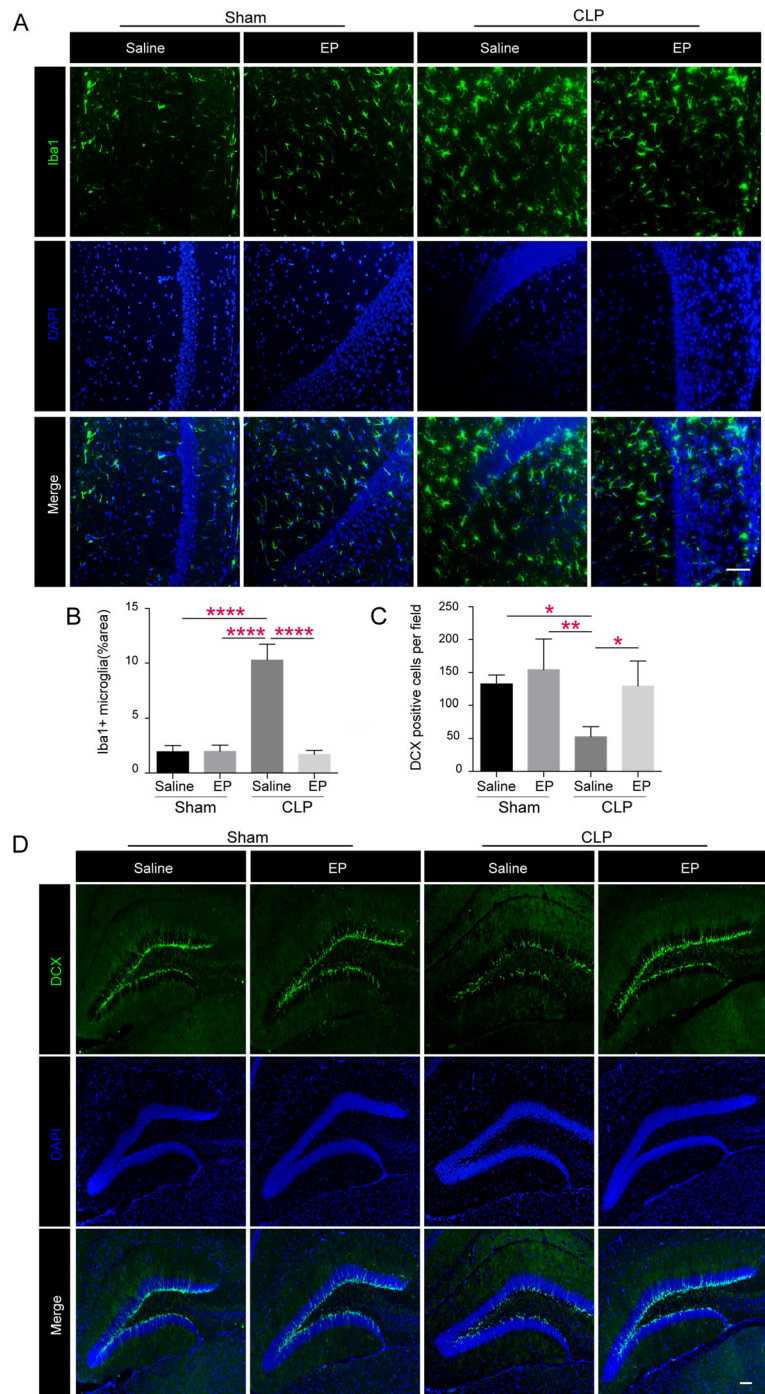 A
Sham
CLP
Saline
EP
Saline
EP
Iba1
DAPI
Merge
B
Iba1+ microglia(%area)
15
10
5
0
****
****
****
Saline
EP
Saline
EP
Sham
CLP
C
DCX positive cells per field
200
150
100
50
0
*
**
*
Saline
EP
Saline
EP
Sham
CLP
D
Sham
CLP
Saline
EP
Saline
EP
DCX
DAPI
Merge